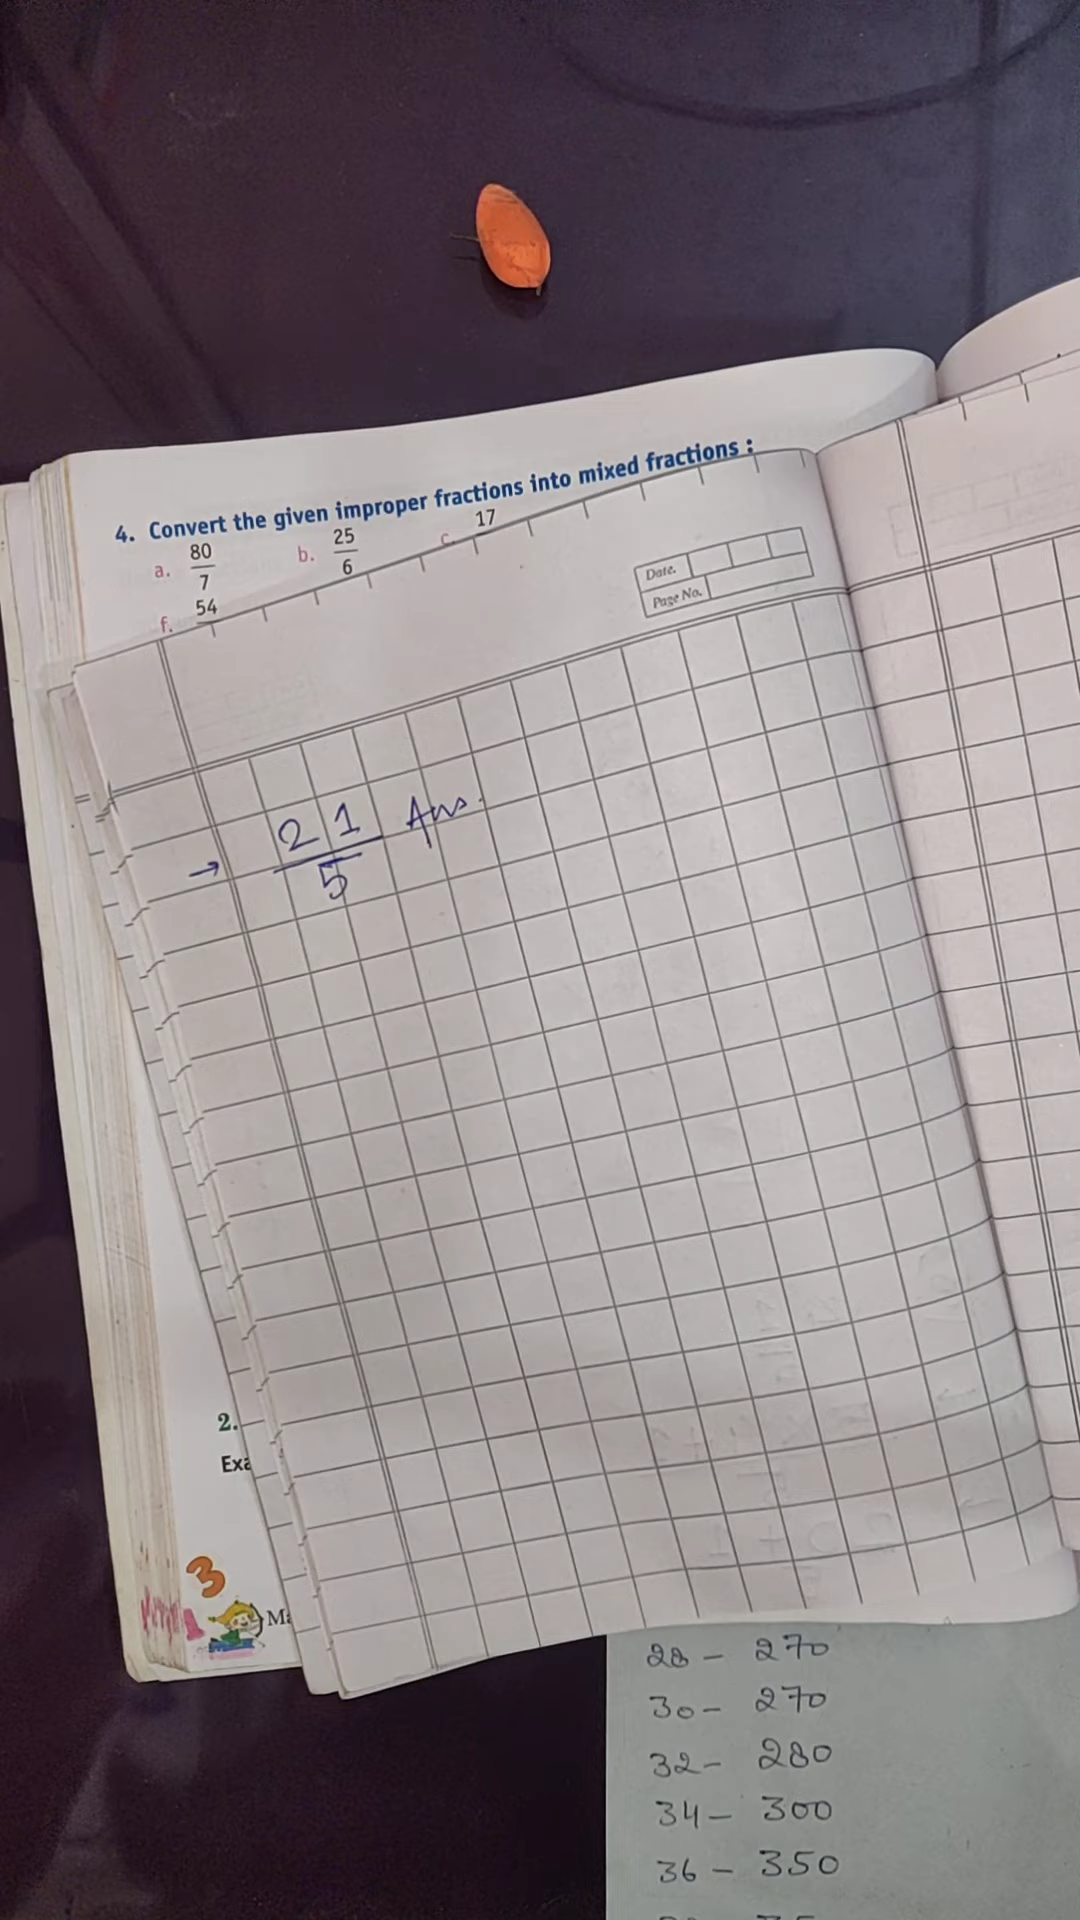 4. Convert the given improper fractions into mixed fractions :
a. 80/7 b. 25/6 c. 17
f. 54
Date.
Page No.
→ 21/5 Ans.
2.
Exa
3
Ma
28 - 270
30 - 270
32 - 280
34 - 300
36 - 350